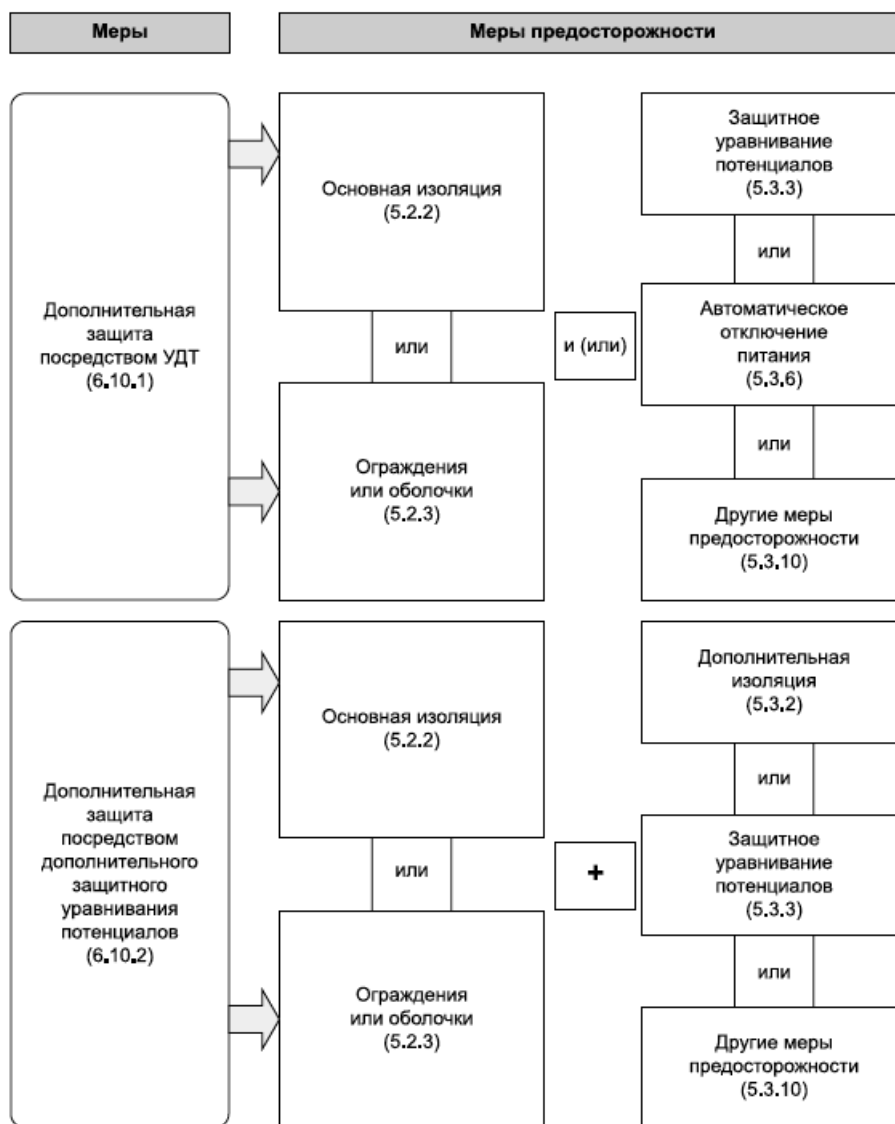 Меры
Меры предосторожности
Дополнительная
защита
посредством УДТ
(6.10.1)
Основная изоляция
(5.2.2)
или
Ограждения
или оболочки
(5.2.3)
и (или)
Защитное
уравнивание
потенциалов
(5.3.3)
или
Автоматическое
отключение
питания
(5.3.6)
или
Другие меры
предосторожности
(5.3.10)
Дополнительная
защита
посредством
дополнительного
защитного
уравнивания
потенциалов
(6.10.2)
Основная изоляция
(5.2.2)
или
Ограждения
или оболочки
(5.2.3)
+
Дополнительная
изоляция
(5.3.2)
или
Защитное
уравнивание
потенциалов
(5.3.3)
или
Другие меры
предосторожности
(5.3.10)